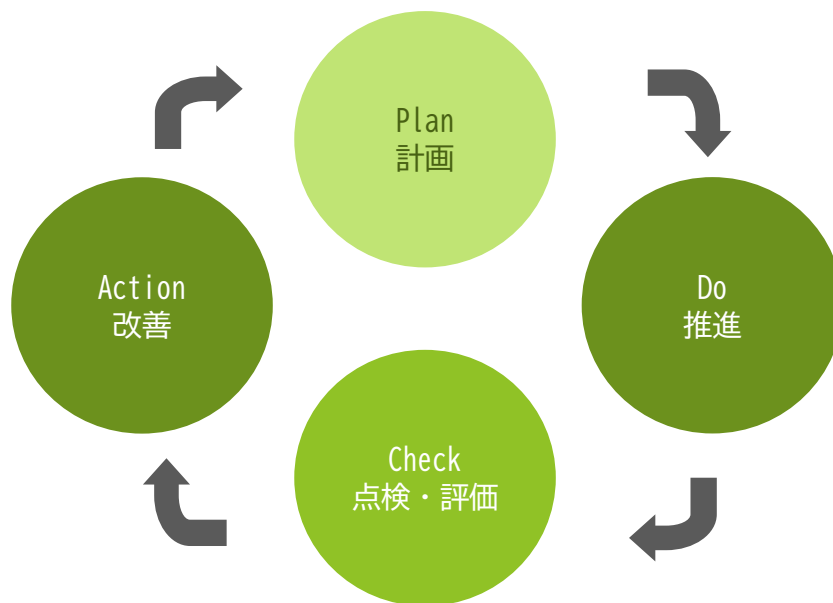 Plan
計画
Do
推進
Check
点検・評価
Action
改善